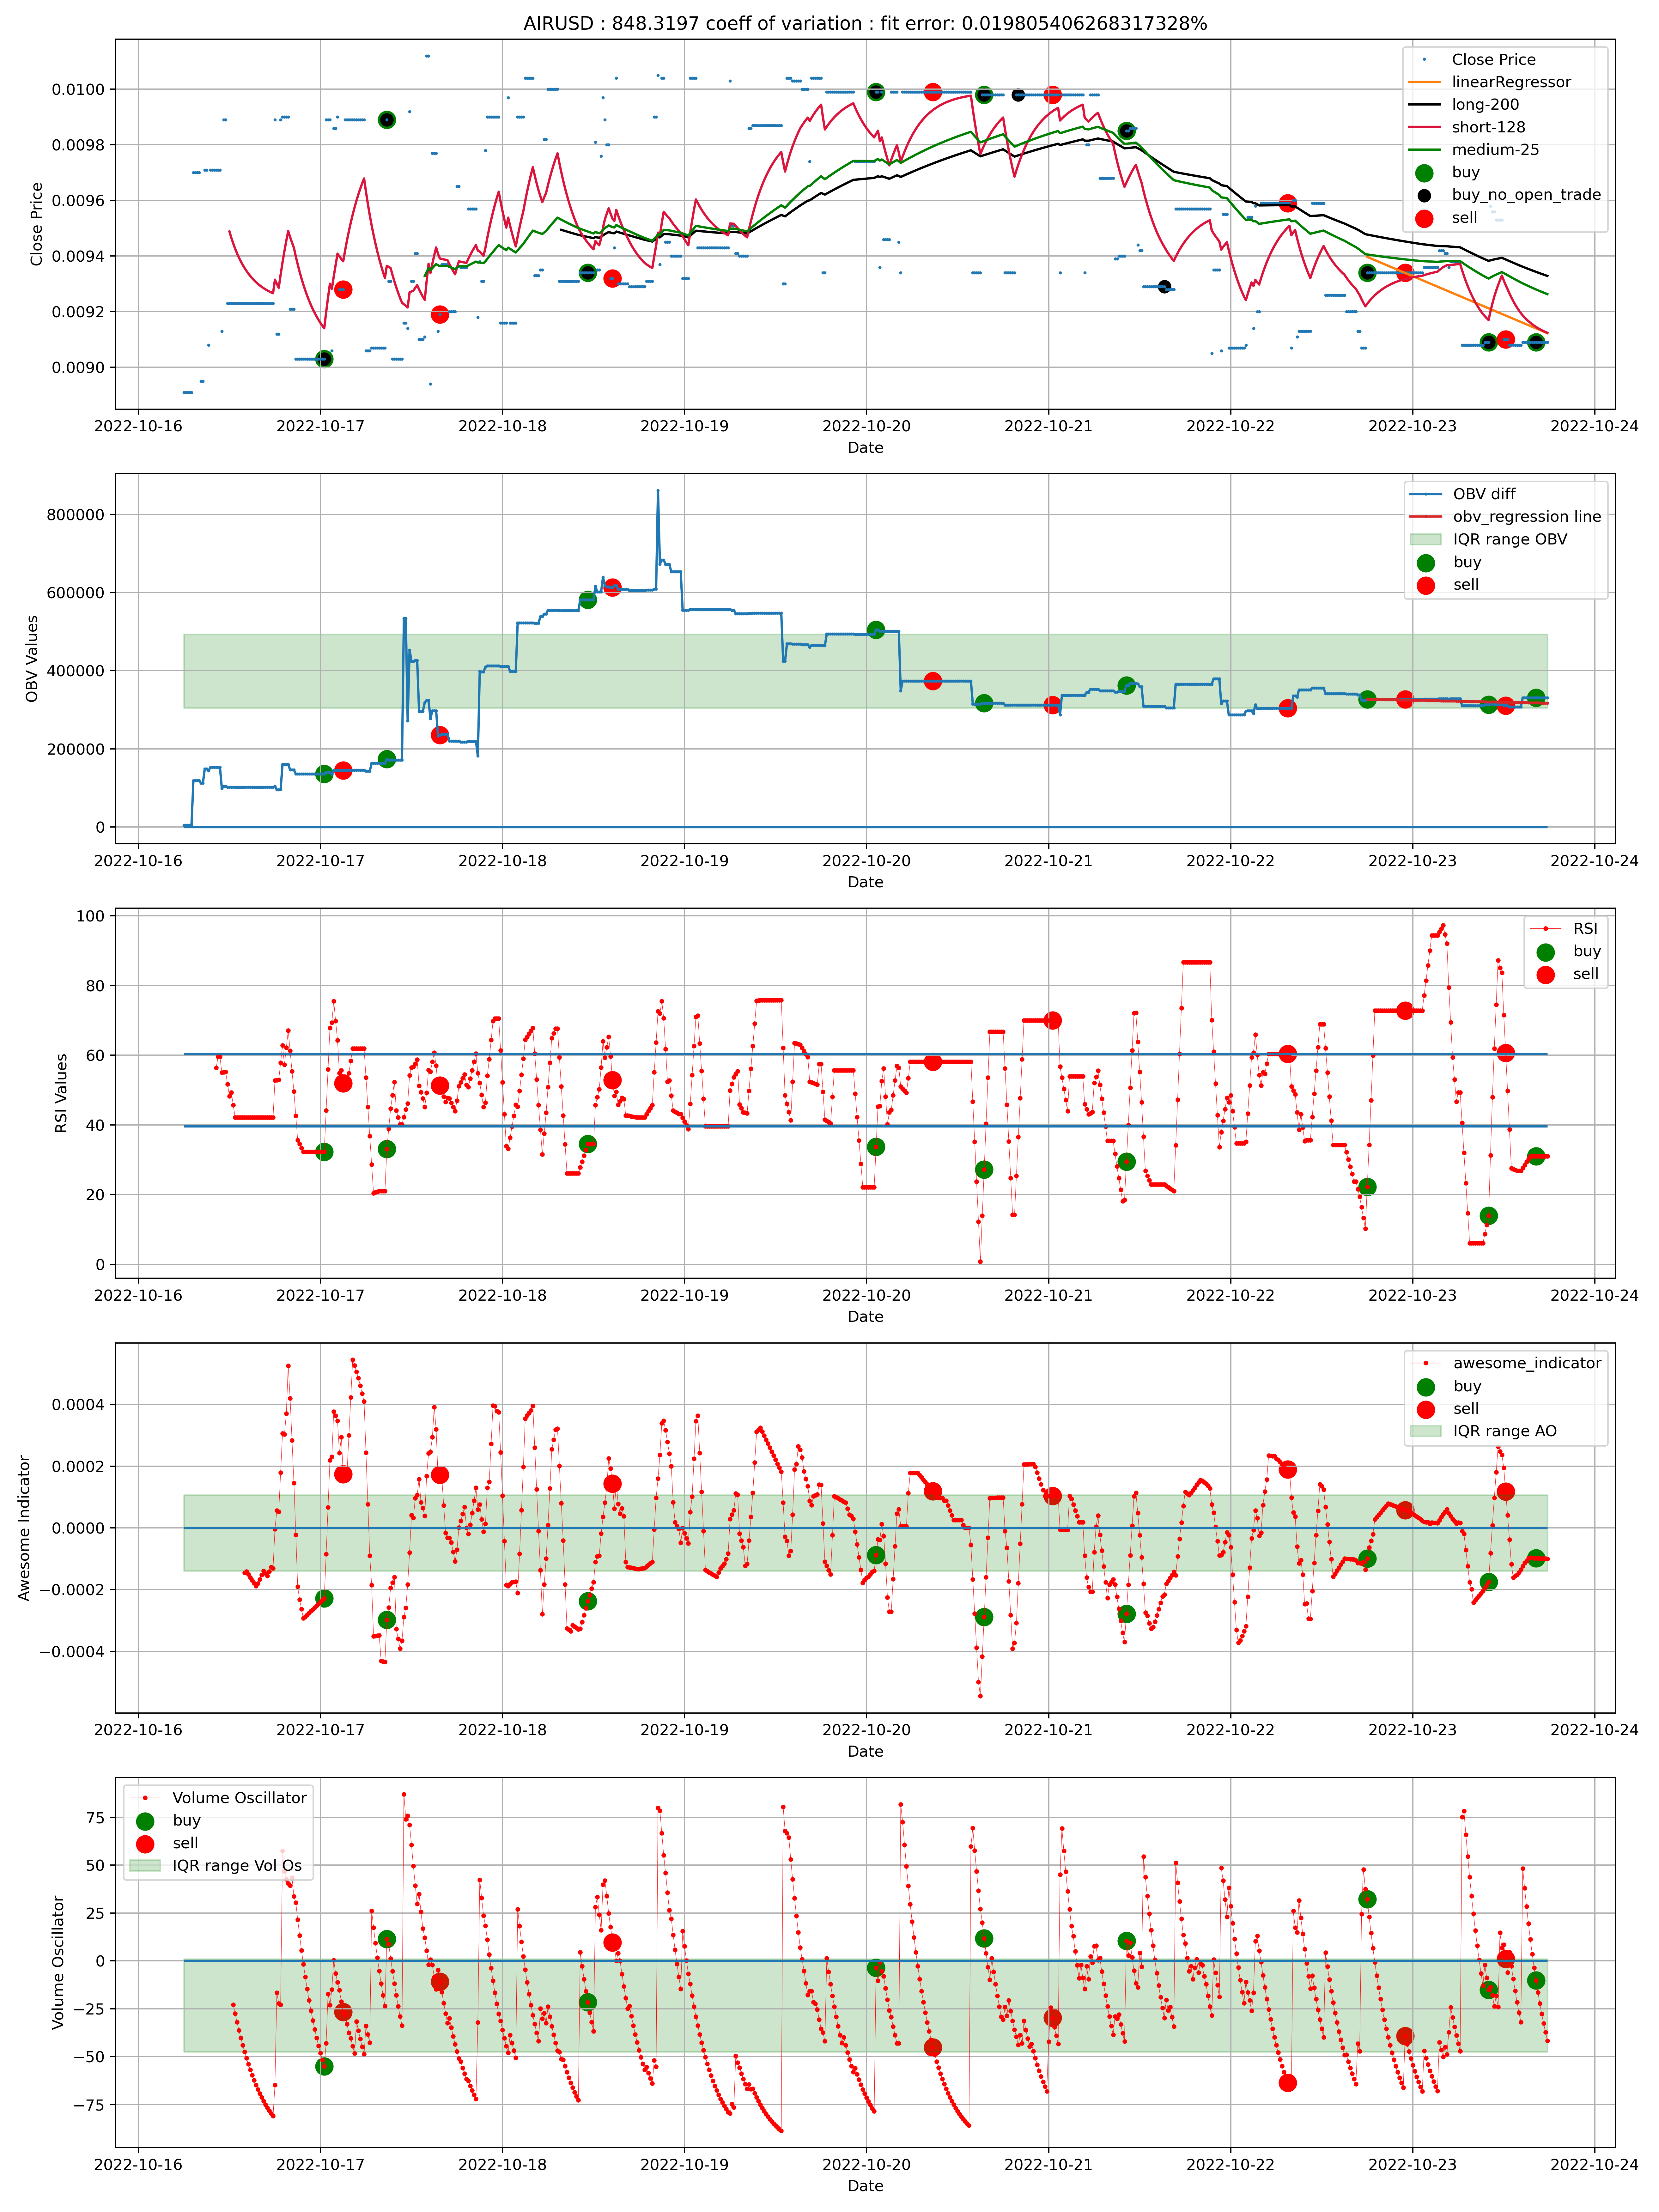 AIRUSD : 848.3197 coeff of variation : fit error: 0.019805406268317328%
Close Price
0.0100
0.0098
0.0096
0.0094
0.0092
0.0090
Close Price
linearRegressor
long-200
short-128
medium-25
buy
buy_no_open_trade
sell
2022-10-16 2022-10-17 2022-10-18 2022-10-19 2022-10-20 2022-10-21 2022-10-22 2022-10-23 2022-10-24
Date
OBV Values
800000
600000
400000
200000
0
OBV diff
obv_regression line
IQR range OBV
buy
sell
2022-10-16 2022-10-17 2022-10-18 2022-10-19 2022-10-20 2022-10-21 2022-10-22 2022-10-23 2022-10-24
Date
RSI Values
100
80
60
40
20
0
RSI
buy
sell
2022-10-16 2022-10-17 2022-10-18 2022-10-19 2022-10-20 2022-10-21 2022-10-22 2022-10-23 2022-10-24
Date
Awesome Indicator
0.0004
0.0002
0.0000
−0.0002
−0.0004
awesome_indicator
buy
sell
IQR range AO
2022-10-16 2022-10-17 2022-10-18 2022-10-19 2022-10-20 2022-10-21 2022-10-22 2022-10-23 2022-10-24
Date
Volume Oscillator
75
50
25
0
−25
−50
−75
Volume Oscillator
buy
sell
IQR range Vol Os
2022-10-16 2022-10-17 2022-10-18 2022-10-19 2022-10-20 2022-10-21 2022-10-22 2022-10-23 2022-10-24
Date